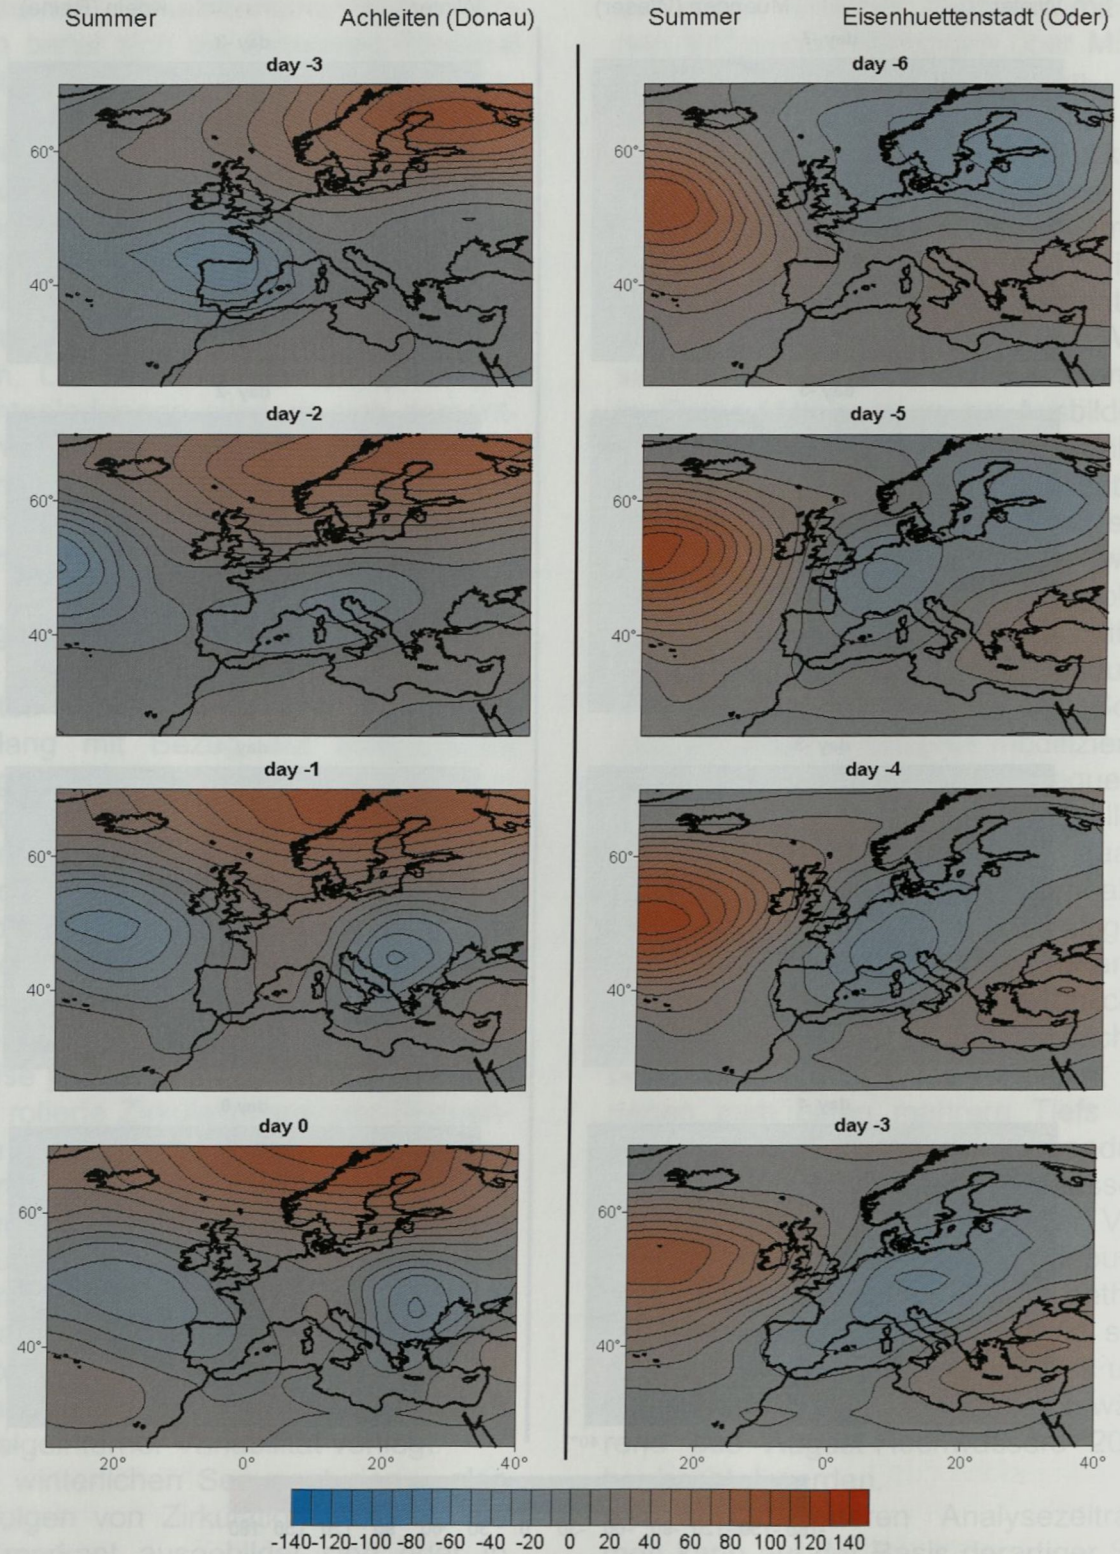 Summer Achleiten (Donau) Summer Eisenhuettenstadt (Oder)
day -3 day -6
60° 60°
40° 40°
day -2 day -5
60° 60°
40° 40°
day -1 day -4
60° 60°
40° 40°
day 0 day -3
60° 60°
40° 40°
20° 0° 20° 40° 20° 0° 20° 40°
-140 -120 -100 -80 -60 -40 -20 0 20 40 60 80 100 120 140